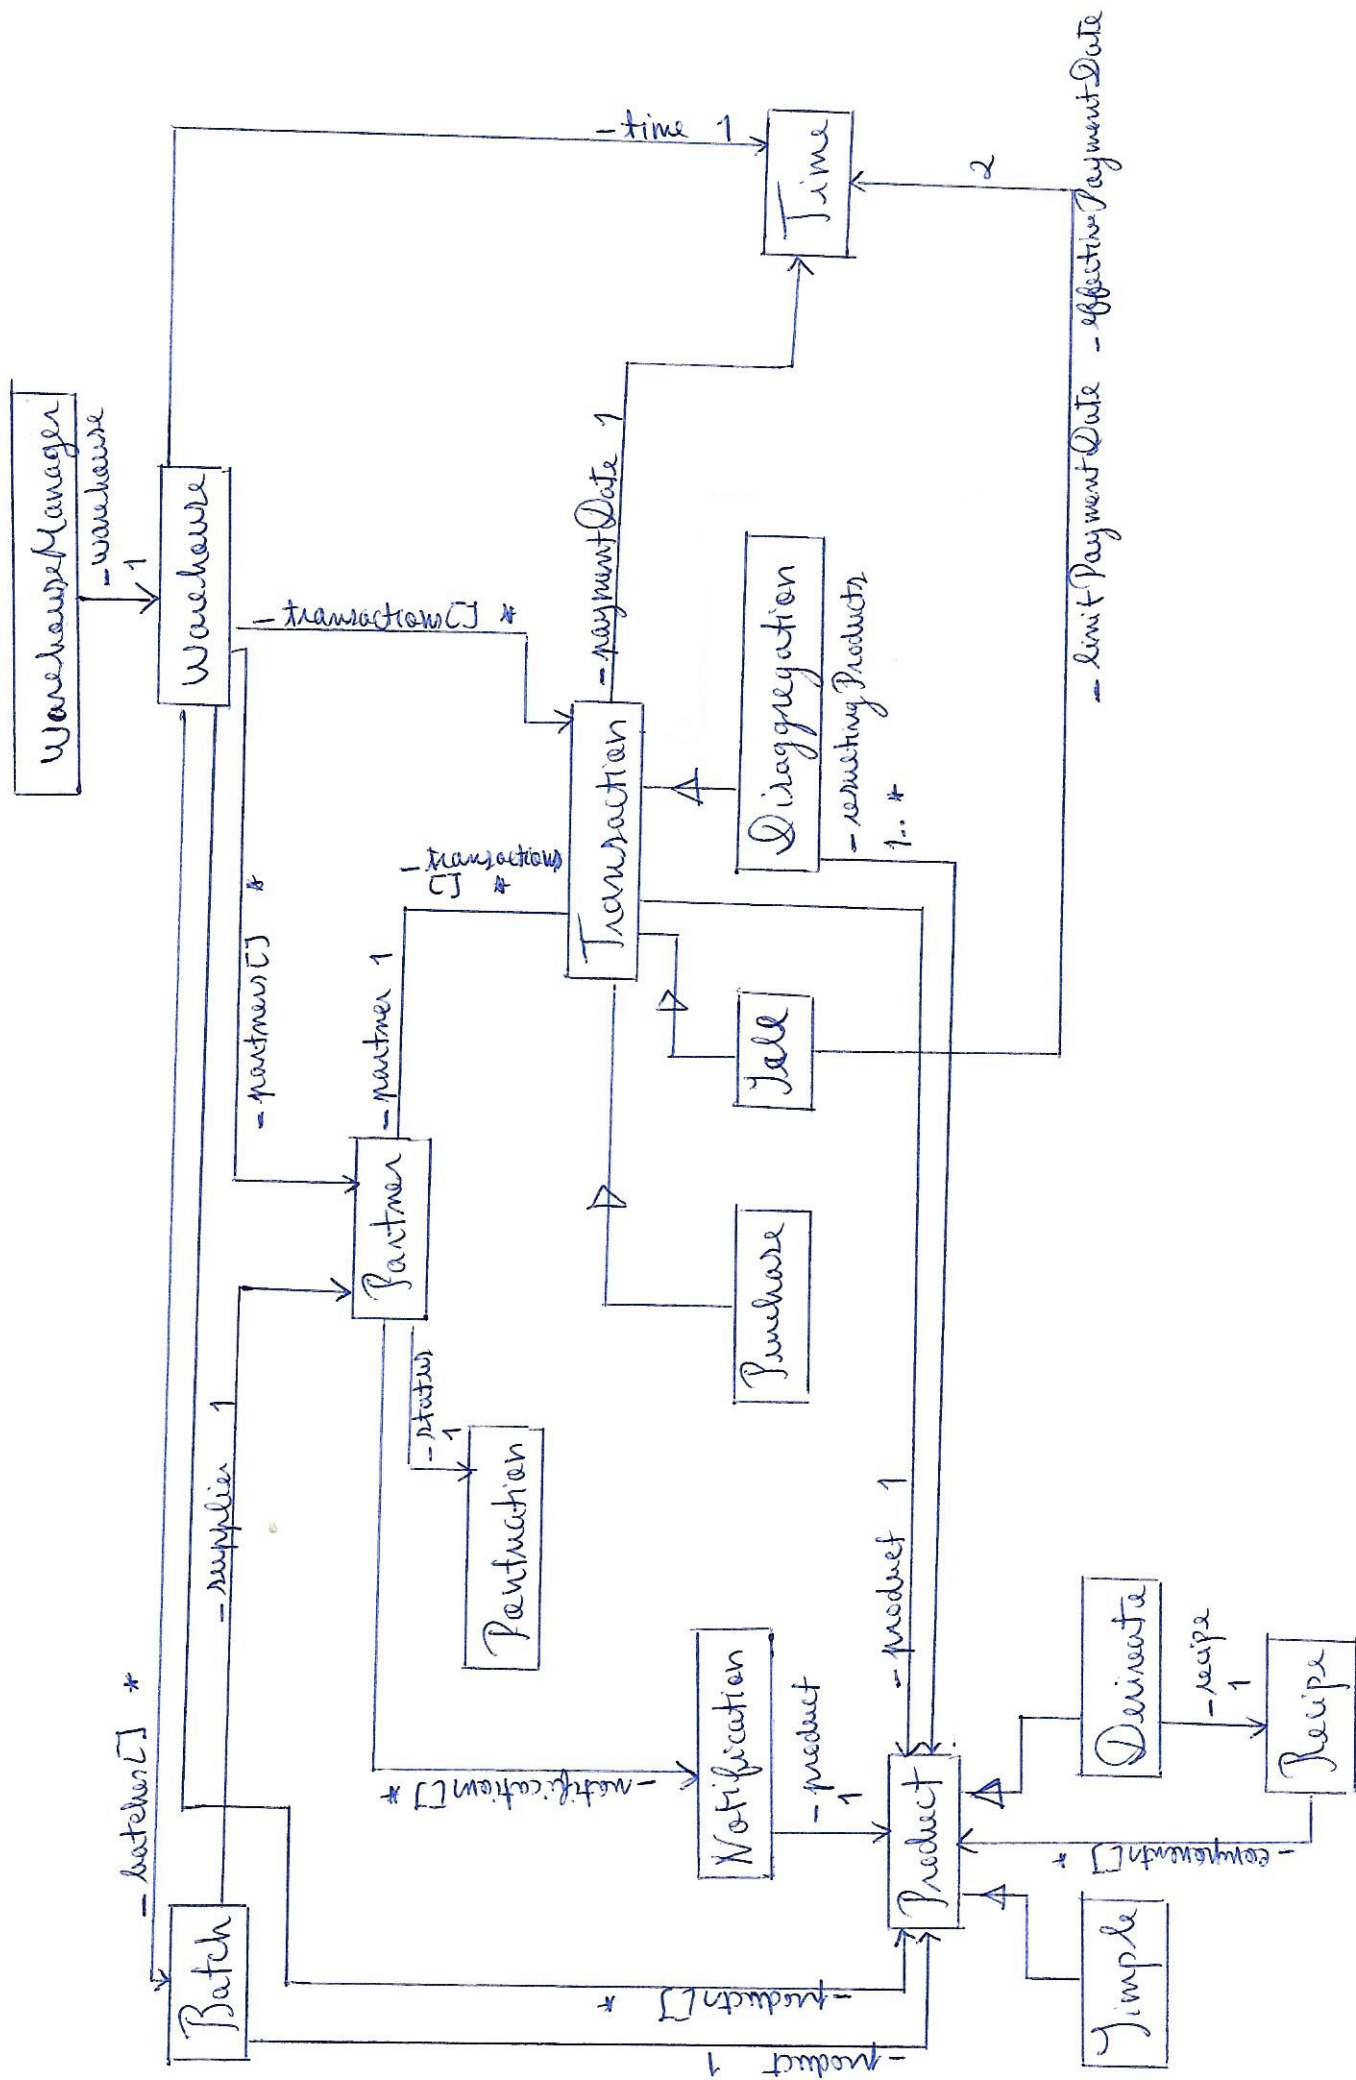 WarehouseManager
- warehouse
1
Warehouse
- time 1
- transactions[] *
- partners[] *
- batches[] *
Batch
- supplier 1
Partner
- partner 1
- transactions
[] *
Transaction
- paymentDate 1
Time
2
- limitPaymentDate - effectivePaymentDate
- status
1
Pontuation
- notification[] *
Notification
- product
1
Purchase
Sale
Disaggregation
- resultingProducts
1..*
- product 1
Product
- products[] *
- product 1
Simple
- components[] *
Derivate
- recipe
1
Recipe